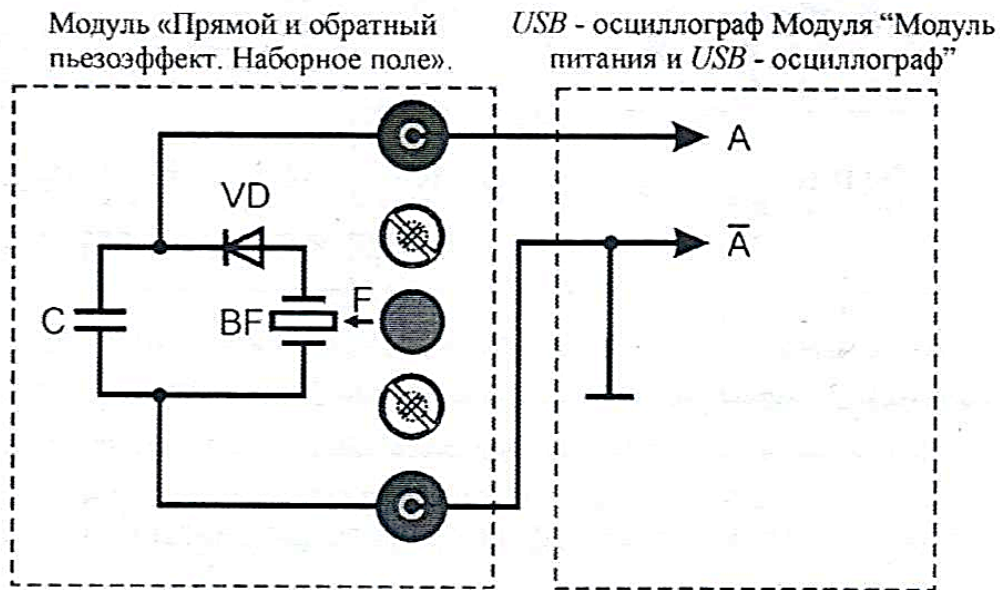 Модуль «Прямой и обратный
пьезоэффект. Наборное поле».
USB - осциллограф Модуля “Модуль
питания и USB - осциллограф”
C
A
VD
A̅
C
BF
F
C